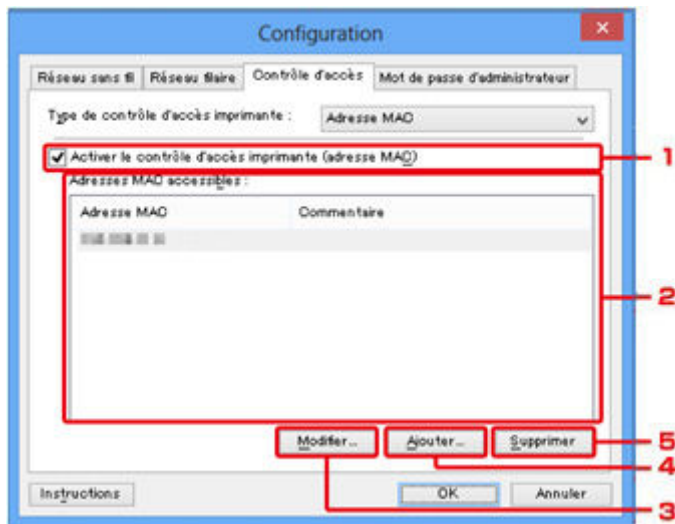 Configuration
Réseau sans fil Réseau filaire Contrôle d'accès Mot de passe d'administrateur
Type de contrôle d'accès imprimante : Adresse MAC
Activer le contrôle d'accès imprimante (adresse MAC) 1
Adresses MAC accessibles :
Adresse MAC Commentaire
2
Modifier... Ajouter... Supprimer 5
4
Instructions OK Annuler
3